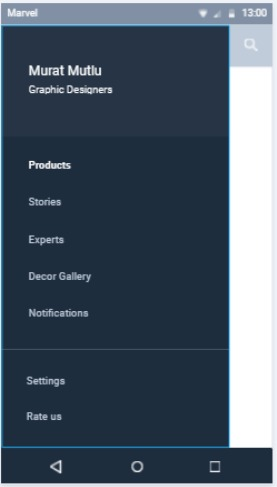 Marvel
13:00
Murat Mutlu
Graphic Designers
Products
Stories
Experts
Decor Gallery
Notifications
Settings
Rate us